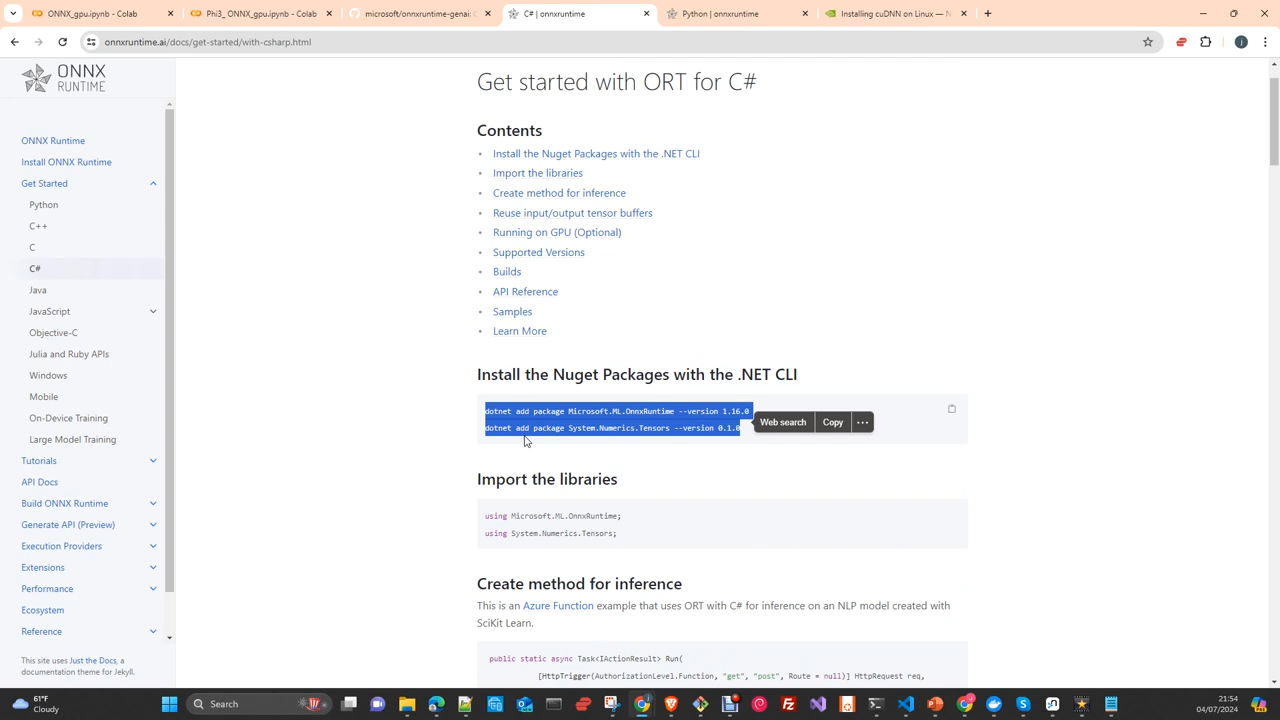 ONNX_gpu.ipynb - Colab
Phi3_ ONNX_gpu.ipynb - Colab
microsoft/onnxruntime-genai: G
C# | onnxruntime
Python | onnxruntime
Installing cuDNN on Linux — N
onnxruntime.ai/docs/get-started/with-csharp.html
ONNX
RUNTIME
ONNX Runtime
Install ONNX Runtime
Get Started
Python
C++
C
C#
Java
JavaScript
Objective-C
Julia and Ruby APIs
Windows
Mobile
On-Device Training
Large Model Training
Tutorials
API Docs
Build ONNX Runtime
Generate API (Preview)
Execution Providers
Extensions
Performance
Ecosystem
Reference
This site uses Just the Docs, a
documentation theme for Jekyll.
Get started with ORT for C#
Contents
Install the Nuget Packages with the .NET CLI
Import the libraries
Create method for inference
Reuse input/output tensor buffers
Running on GPU (Optional)
Supported Versions
Builds
API Reference
Samples
Learn More
Install the Nuget Packages with the .NET CLI
dotnet add package Microsoft.ML.OnnxRuntime --version 1.16.0
dotnet add package System.Numerics.Tensors --version 0.1.0
Web search
Copy
Import the libraries
using Microsoft.ML.OnnxRuntime;
using System.Numerics.Tensors;
Create method for inference
This is an Azure Function example that uses ORT with C# for inference on an NLP model created with
SciKit Learn.
public static async Task<IActionResult> Run(
[HttpTrigger(AuthorizationLevel.Function, "get", "post", Route = null)] HttpRequest req,
61°F
Cloudy
Search
21:54
04/07/2024